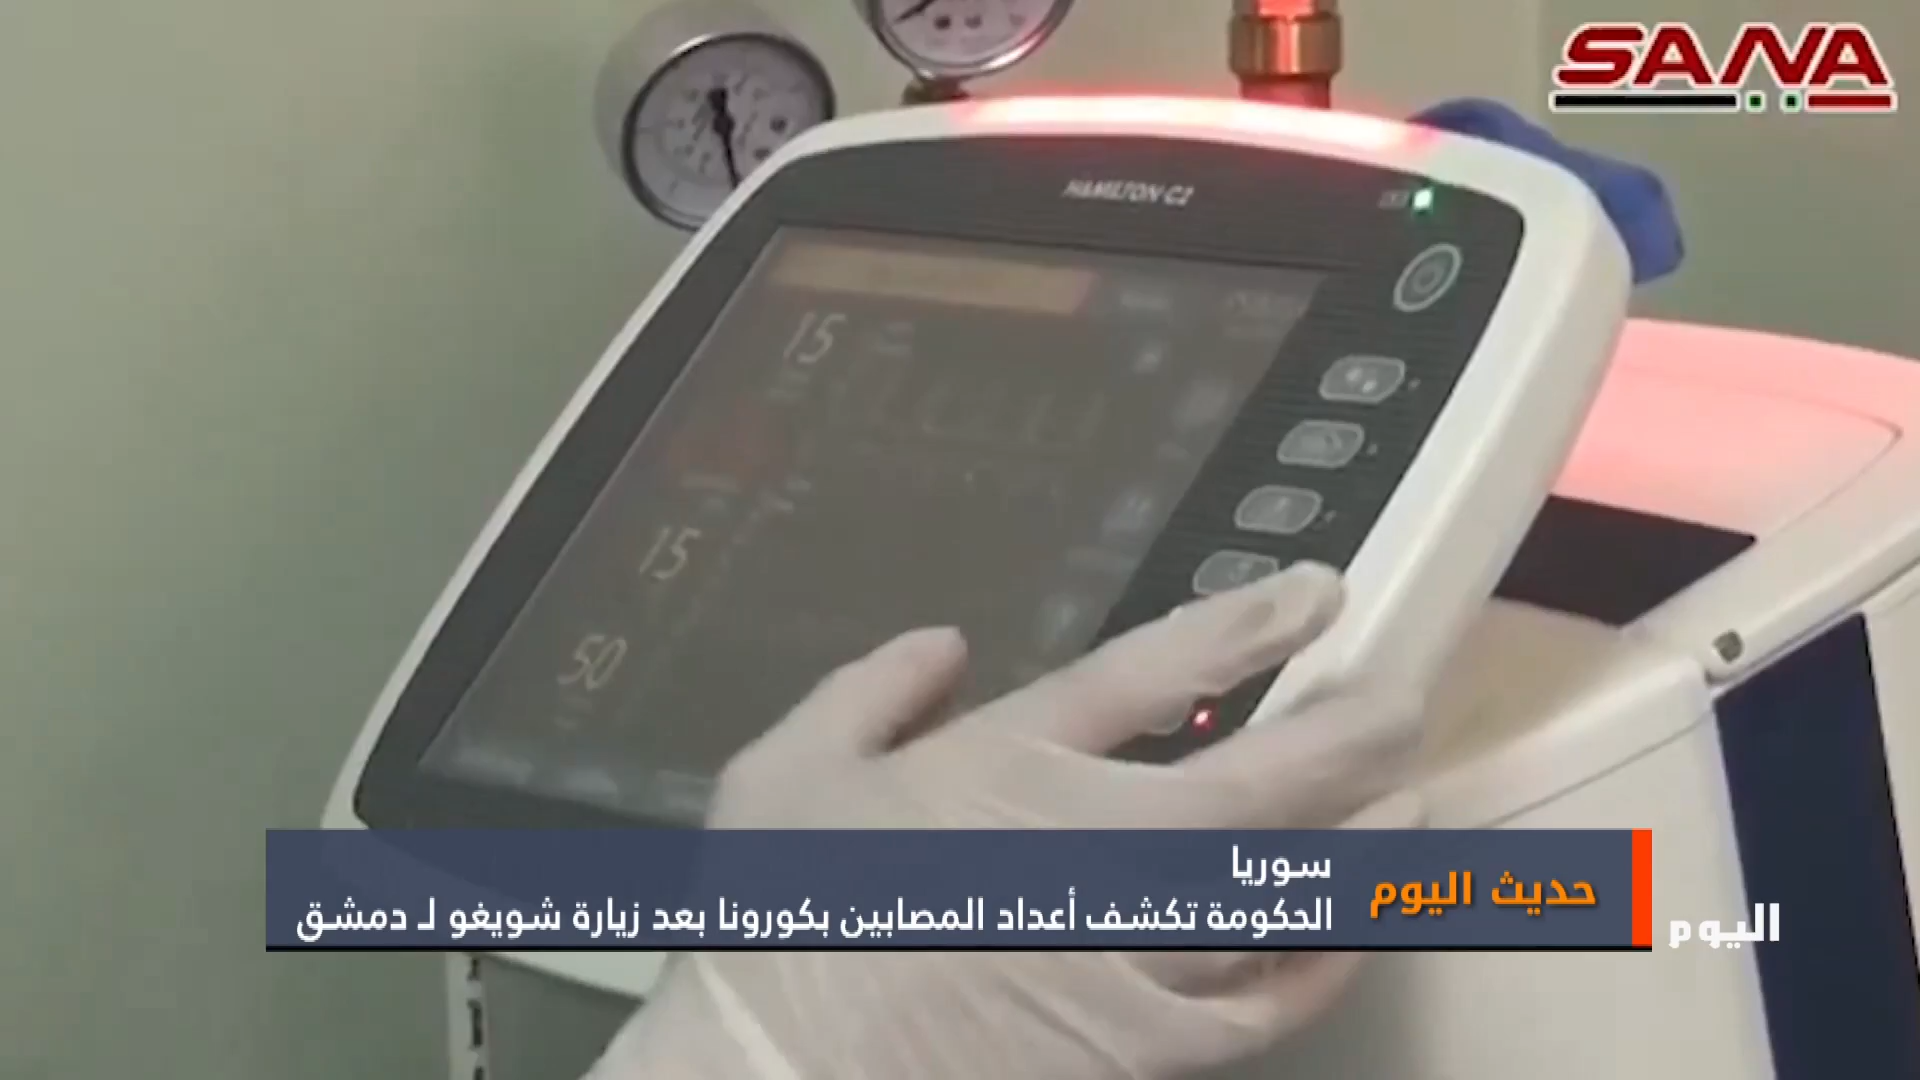 SANA
HAMILTON-C2
15
15
50
سوريا
حديث اليوم
الحكومة تكشف أعداد المصابين بكورونا بعد زيارة شويغو لـ دمشق
اليوم